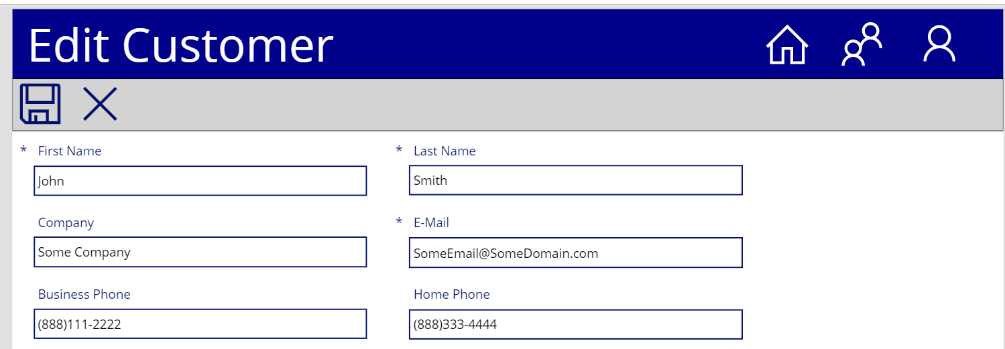 Edit Customer
* First Name * Last Name
John Smith
Company * E-Mail
Some Company SomeEmail@SomeDomain.com
Business Phone Home Phone
(888)111-2222 (888)333-4444